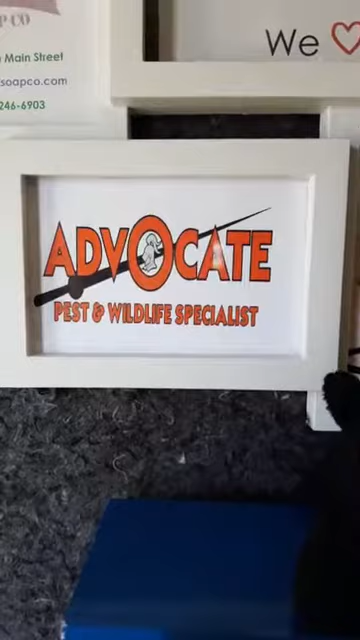 P CO
Main Street
soapco.com
246-6903
We
ADVOCATE
PEST & WILDLIFE SPECIALIST